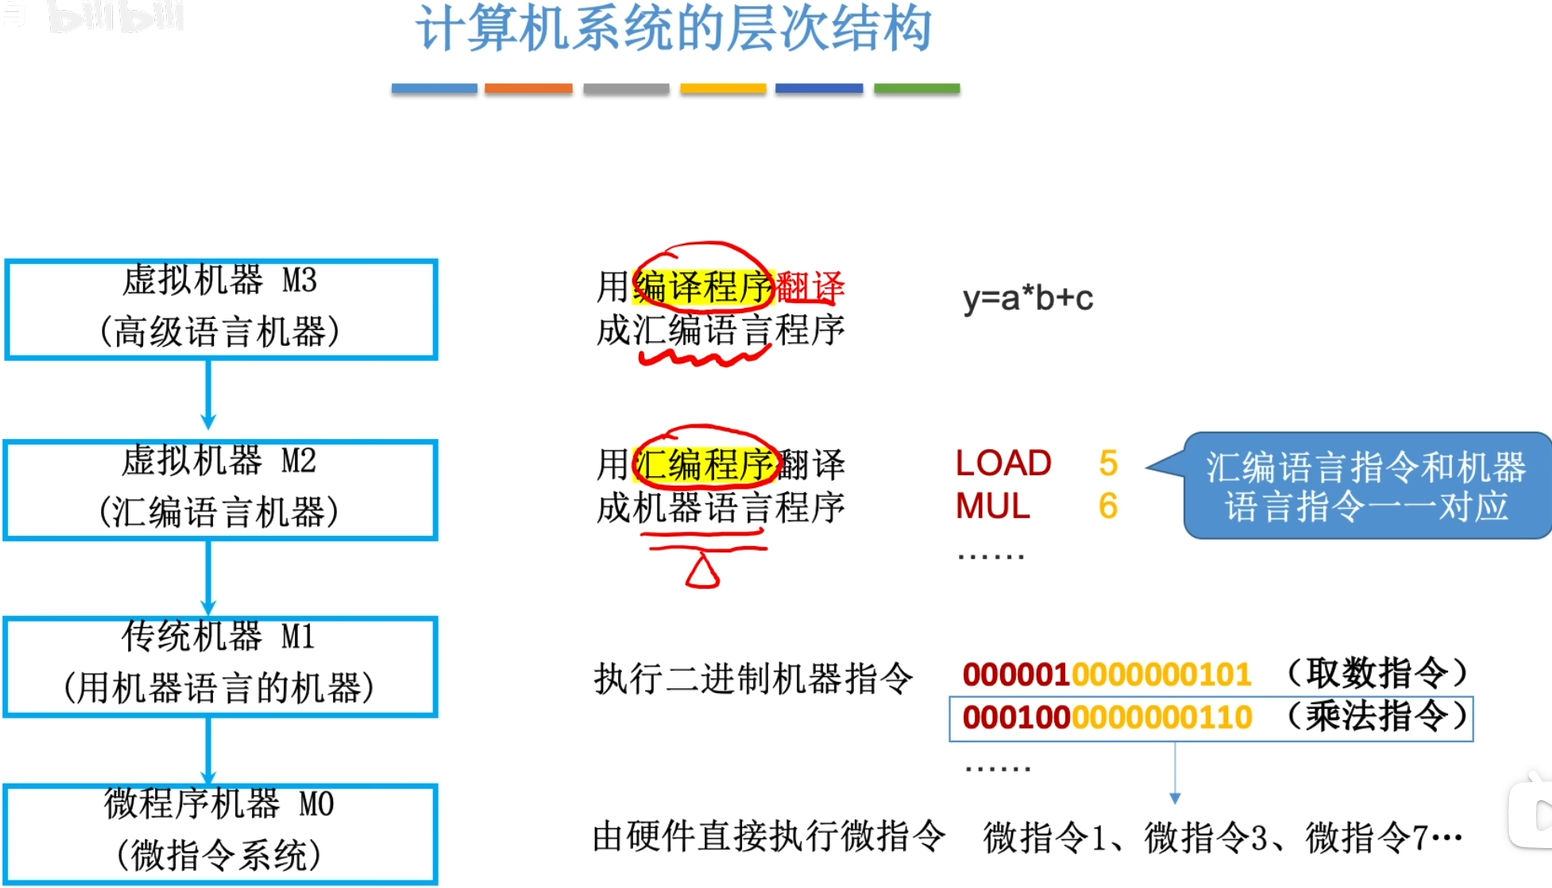 bilibili
计算机系统的层次结构
虚拟机器 M3
(高级语言机器)
用编译程序翻译
成汇编语言程序
y=a*b+c
虚拟机器 M2
(汇编语言机器)
用汇编程序翻译
成机器语言程序
LOAD 5
MUL 6
……
汇编语言指令和机器
语言指令一一对应
传统机器 M1
(用机器语言的机器)
执行二进制机器指令
000001 0000000101 （取数指令）
000100 0000000110 （乘法指令）
……
微程序机器 M0
(微指令系统)
由硬件直接执行微指令
微指令1、微指令3、微指令7…